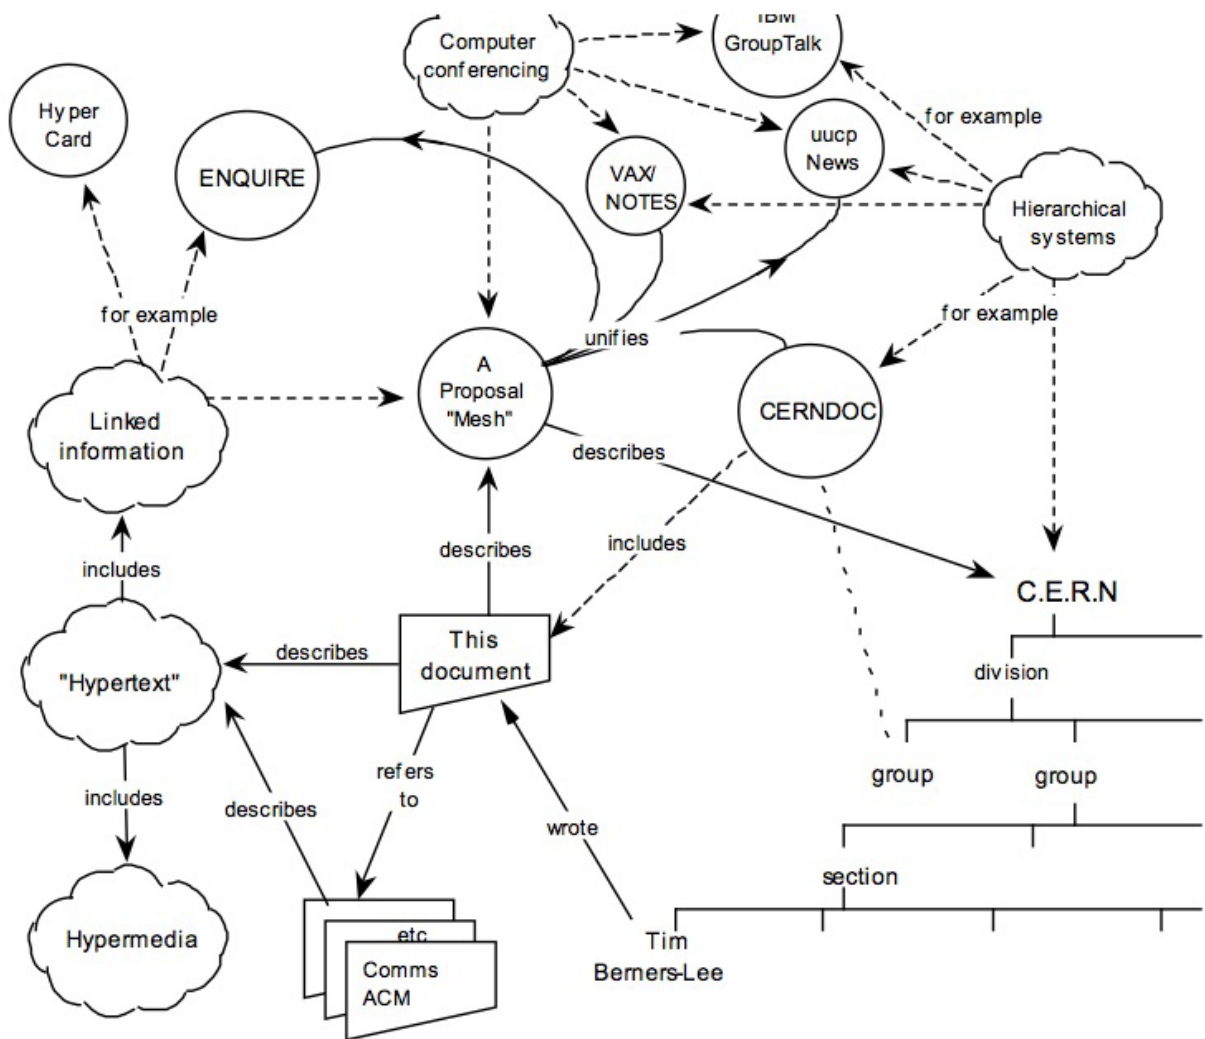 IBM
GroupTalk
Computer
conferencing
Hyper
Card
for example
uucp
News
ENQUIRE
VAX/
NOTES
Hierarchical
systems
for example
for example
unifies
A
Proposal
"Mesh"
CERNDOC
Linked
information
describes
includes
describes
includes
C.E.R.N
This
document
describes
"Hypertext"
division
refers
to
group
group
includes
describes
wrote
section
Hypermedia
etc
Comms
ACM
Tim
Berners-Lee